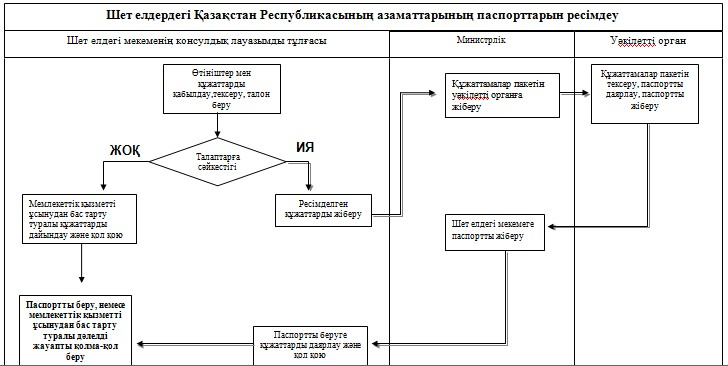 Шет елдердегі Қазақстан Республикасының азаматтарының паспорттарын ресімдеу
Шет елдегі мекеменің консулдық лауазымды тұлғасы
Министрлік
Уәкілетті орган
Өтініштер мен
құжаттарды
қабылдау,тексеру, талон
беру
Құжаттамалар пакетін
уәкілетті органға
жіберу
Құжаттамалар пакетін
тексеру, паспортты
даярлау, паспортты
жіберу
ЖОҚ
ИЯ
Талаптарға
сәйкестігі
Мемлекеттік қызметті
ұсынудан бас тарту
туралы құжаттарды
дайындау және қол қою
Ресімделген
құжаттарды жіберу
Шет елдегі мекемеге
паспортты жіберу
Паспортты беру, немесе
мемлекеттік қызметті
ұсынудан бас тарту
туралы дәлелді
жауапты қолма-қол
беру
Паспортты беруге
құжаттарды даярлау және
қол қою